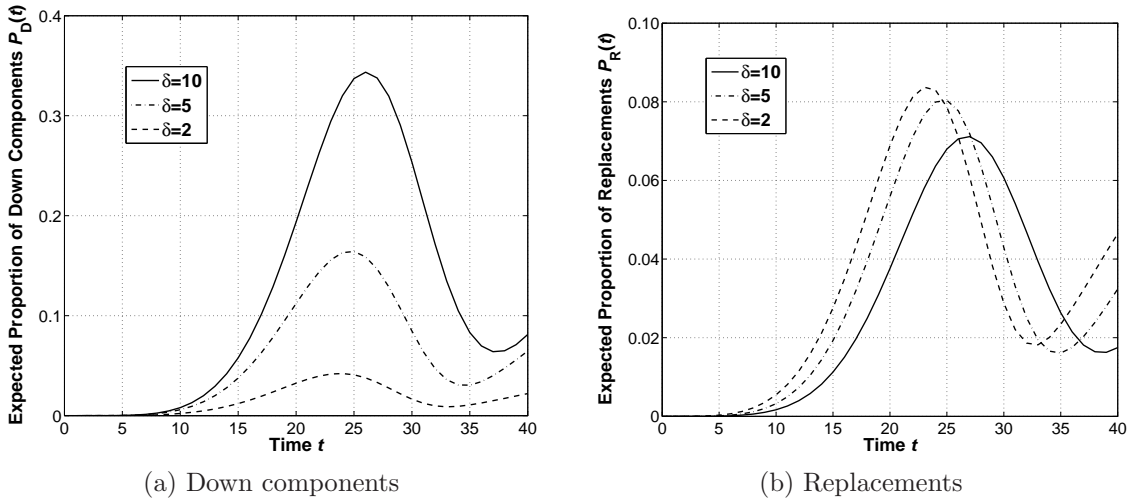 Expected Proportion of Down Components P_D(t)
0.4
0.3
0.2
0.1
0
δ=10
δ=5
δ=2
0 5 10 15 20 25 30 35 40
Time t
(a) Down components
Expected Proportion of Replacements P_R(t)
0.10
0.08
0.06
0.04
0.02
0
δ=10
δ=5
δ=2
0 5 10 15 20 25 30 35 40
Time t
(b) Replacements